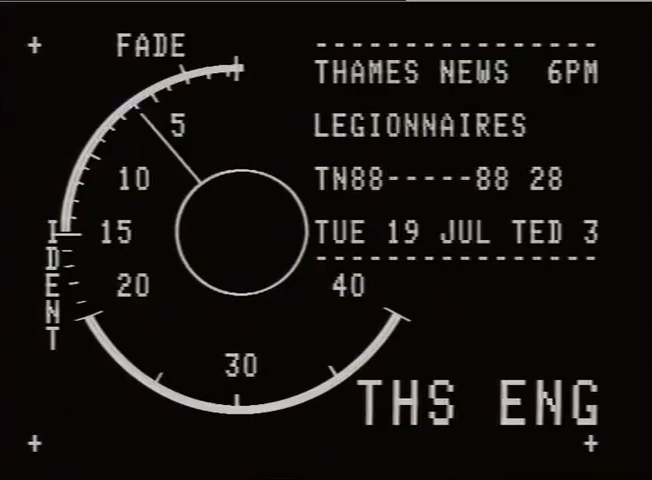 FADE
----------------
THAMES NEWS 6PM
5
LEGIONNAIRES
10
TN88-----88 28
IDENT
15
TUE 19 JUL TED 3
----------------
20
40
30
THS ENG